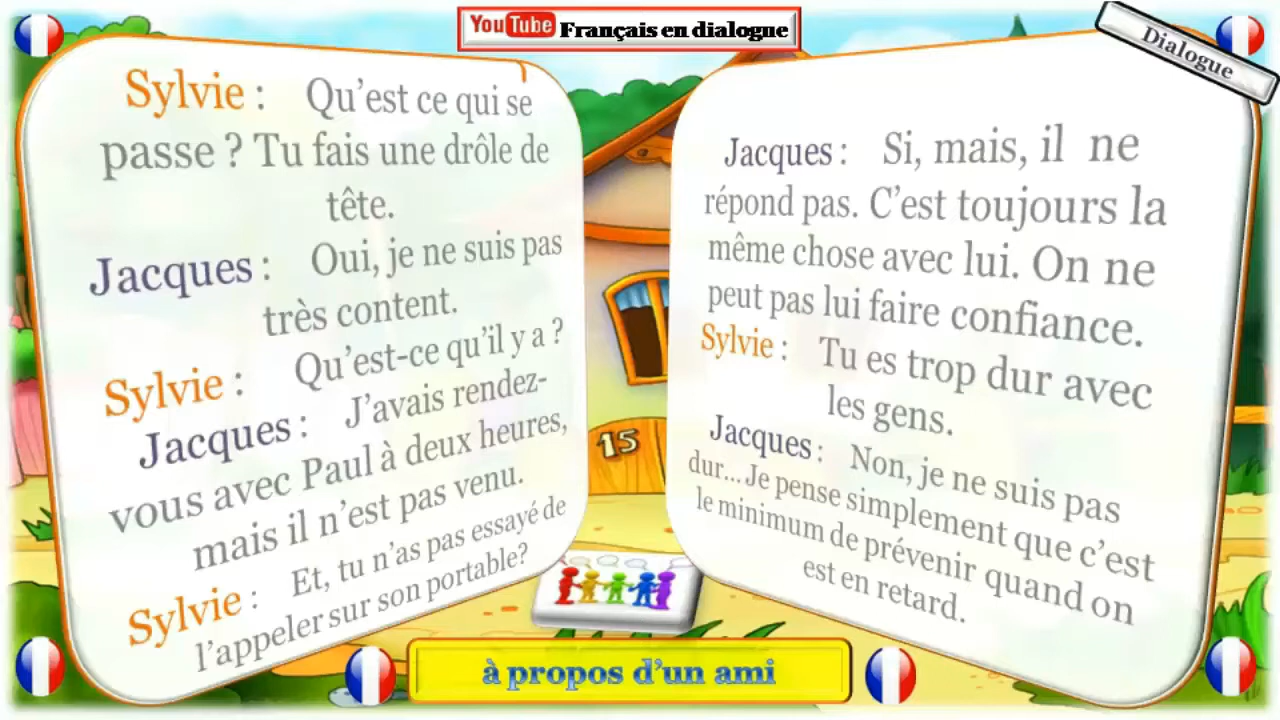 YouTube Français en dialogue
Dialogue
Sylvie : Qu'est ce qui se
passe ? Tu fais une drôle de
tête.
Jacques : Oui, je ne suis pas
très content.
Sylvie : Qu'est-ce qu'il y a ?
Jacques : J'avais rendez-
vous avec Paul à deux heures,
mais il n'est pas venu.
Sylvie : Et, tu n'as pas essayé de
l'appeler sur son portable?
Jacques : Si, mais, il ne
répond pas. C'est toujours la
même chose avec lui. On ne
peut pas lui faire confiance.
Sylvie : Tu es trop dur avec
les gens.
Jacques : Non, je ne suis pas
dur... Je pense simplement que c'est
le minimum de prévenir quand on
est en retard.
15
à propos d'un ami